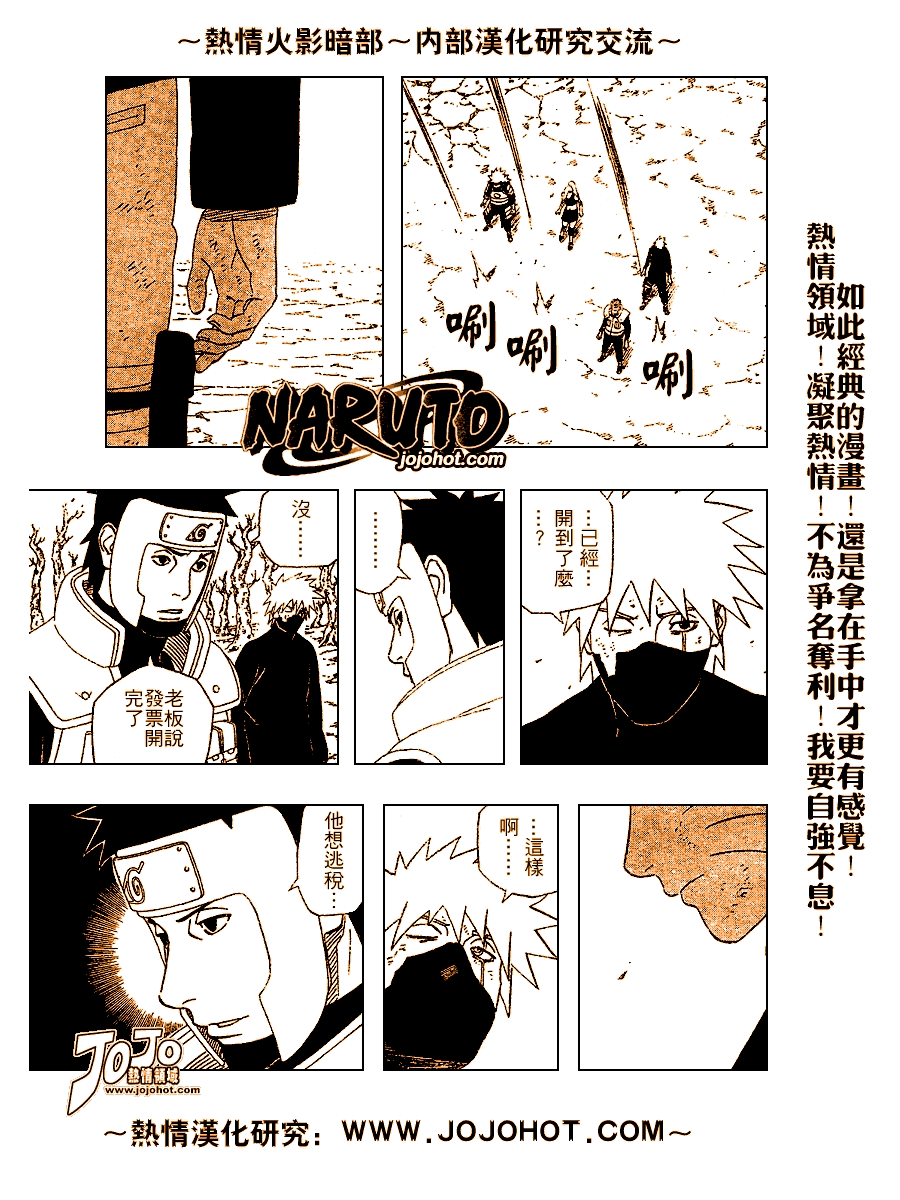 ~熱情火影暗部~内部漢化研究交流~
唰
唰
唰
NARUTO
jojohot.com
如此經典的漫畫!還是拿在手中才更有感覺!
熱情領域!凝聚熱情!不為爭名奪利!我要自強不息!
…已經…
開到了麼
…?
………
沒……
老板說
發票開
完了
…這樣
啊……
他想逃稅…
JOJO
熱情領域
www.jojohot.com
~熱情漢化研究:WWW.JOJOHOT.COM~